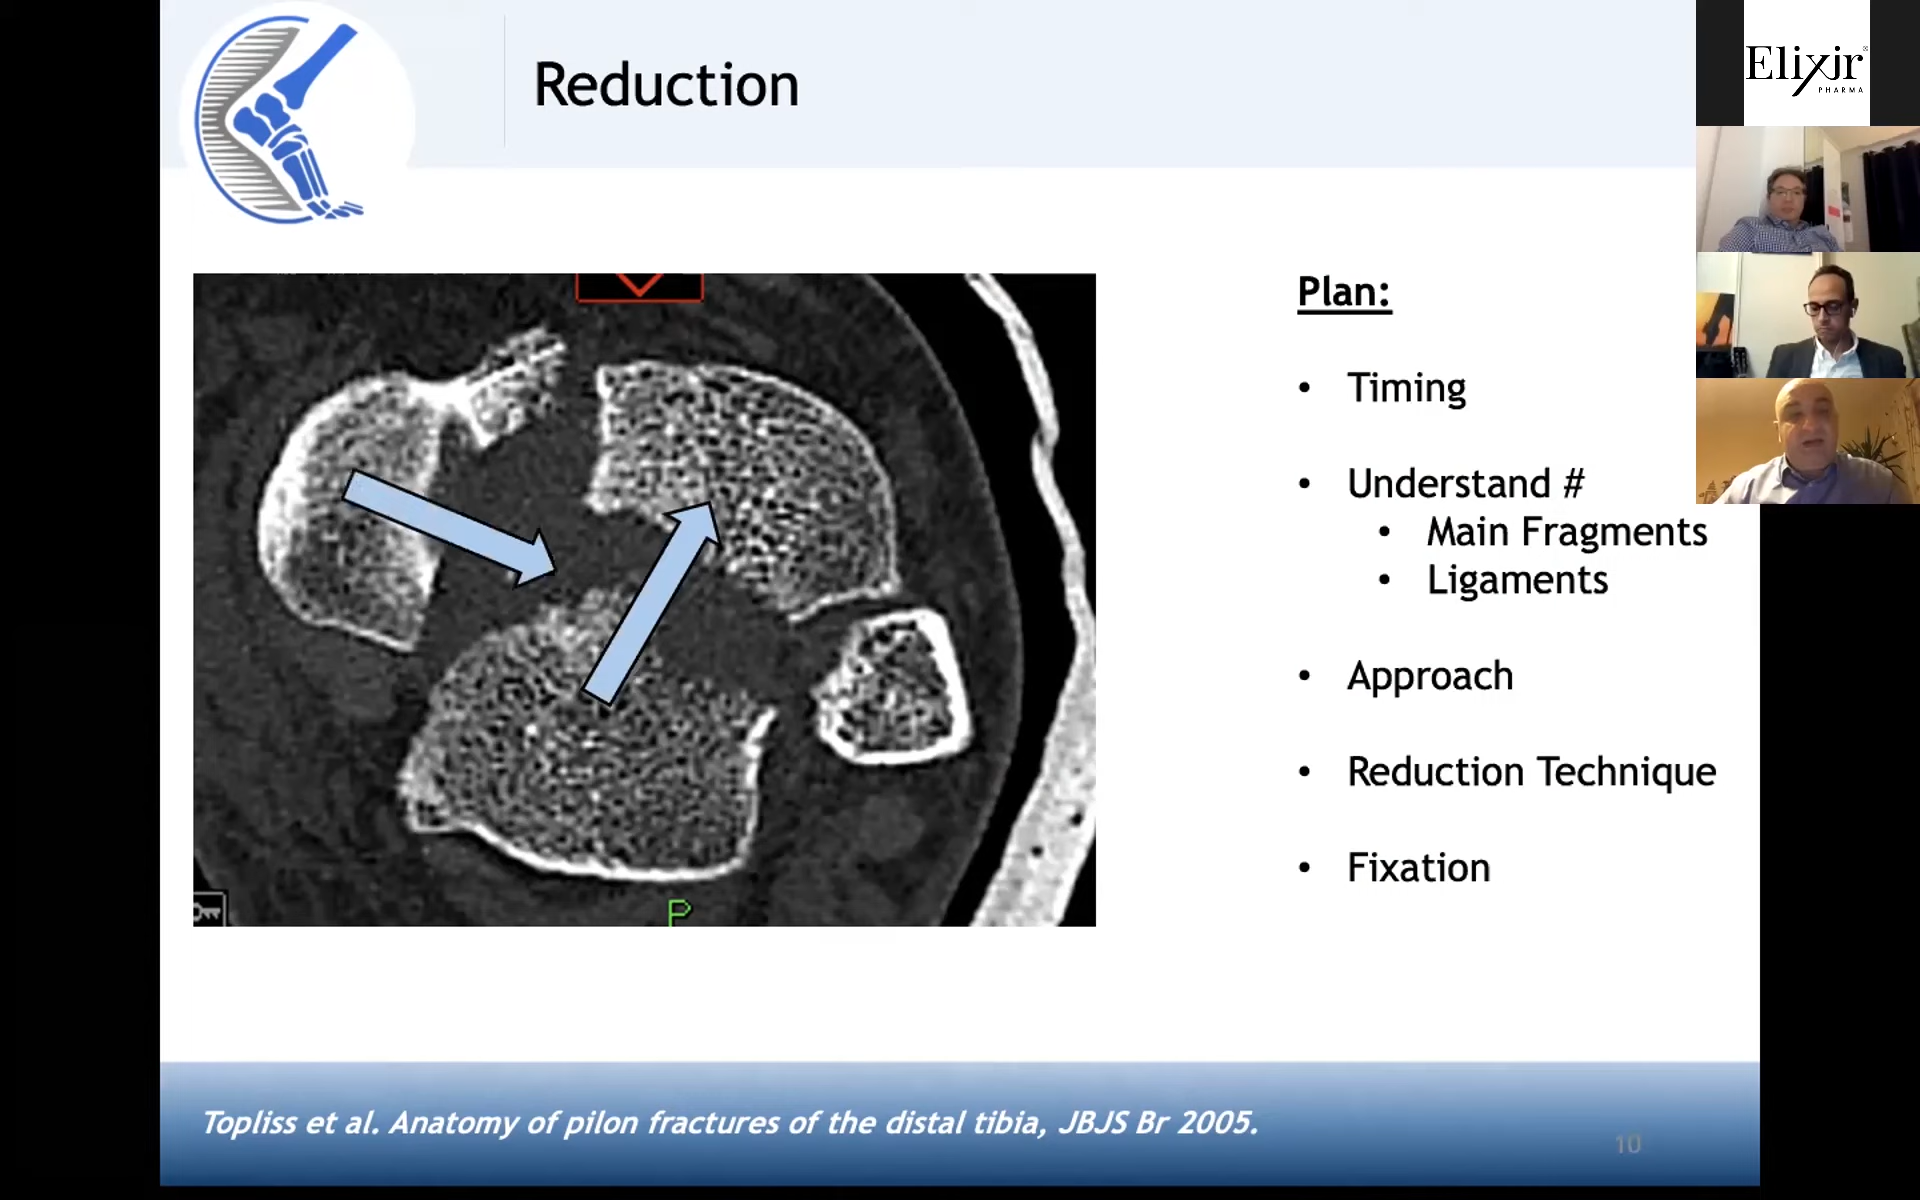 Reduction
Elixir
PHARMA
Plan:
• Timing
• Understand #
• Main Fragments
• Ligaments
• Approach
• Reduction Technique
• Fixation
P
Topliss et al. Anatomy of pilon fractures of the distal tibia, JBJS Br 2005.
10